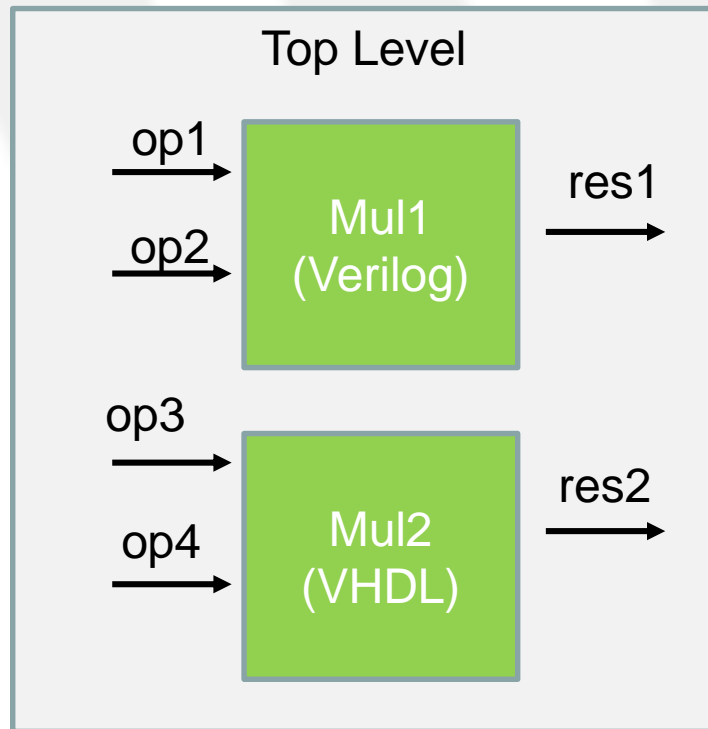 Top Level
op1
op2
Mul1
(Verilog)
res1
op3
op4
Mul2
(VHDL)
res2